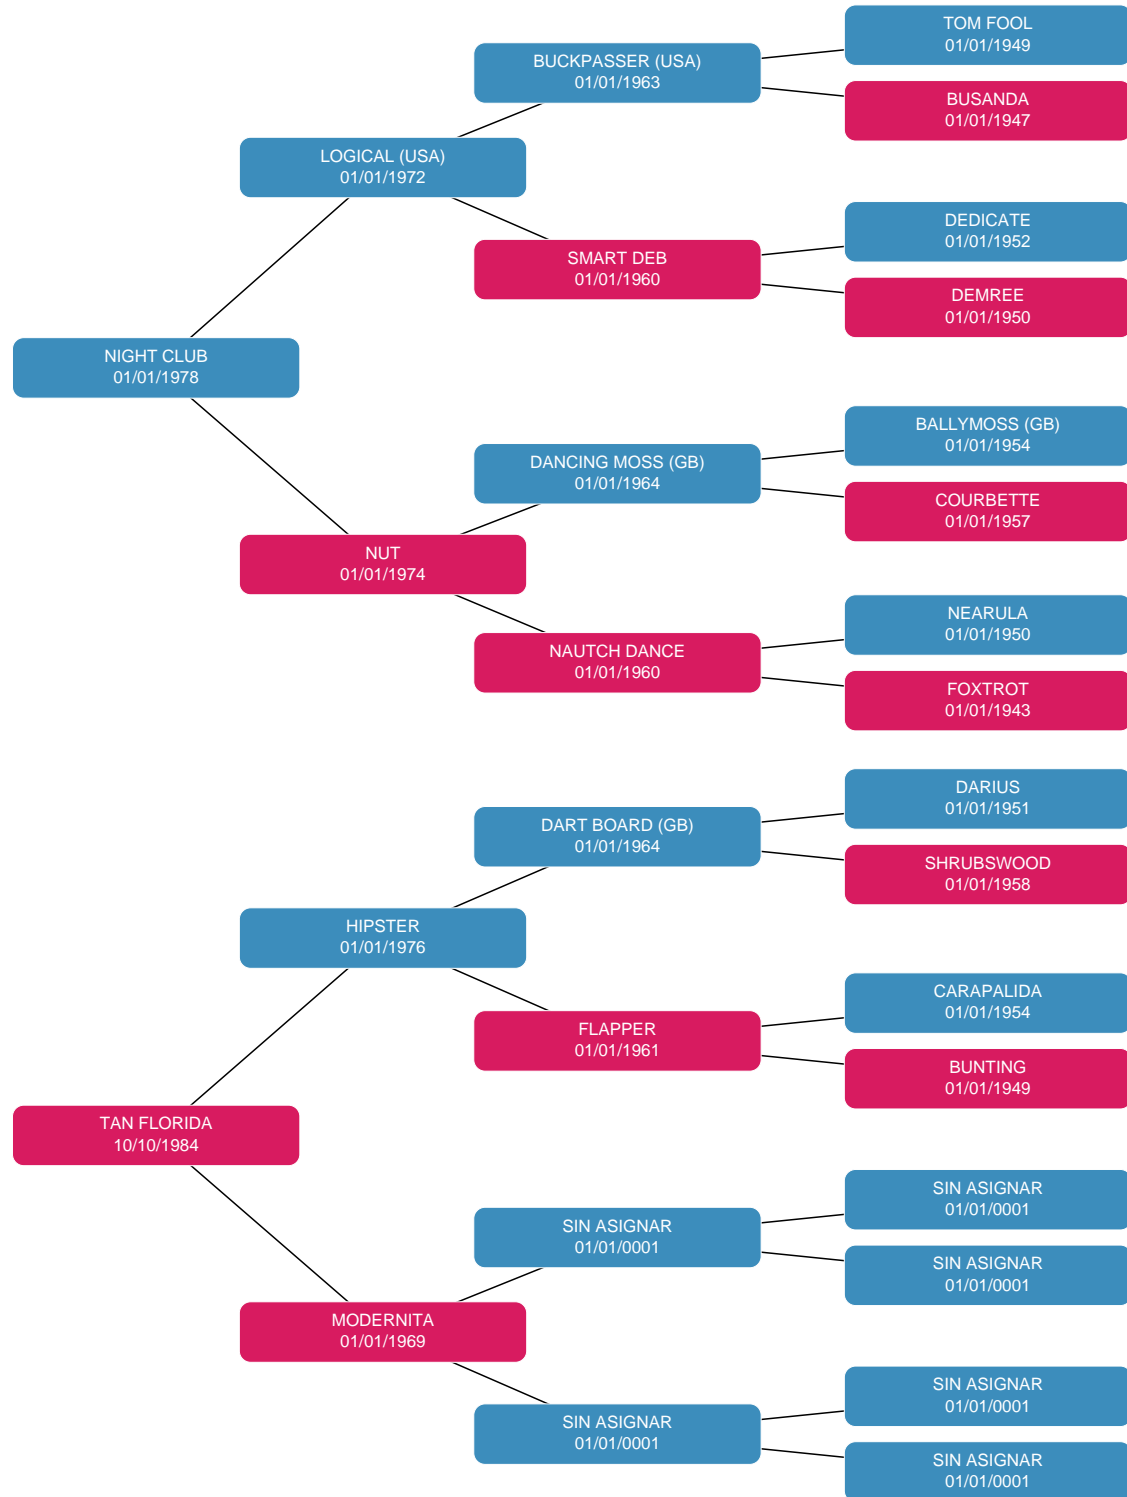 TOM FOOL
01/01/1949
BUCKPASSER (USA)
01/01/1963
BUSANDA
01/01/1947
LOGICAL (USA)
01/01/1972
DEDICATE
01/01/1952
SMART DEB
01/01/1960
DEMREE
01/01/1950
NIGHT CLUB
01/01/1978
BALLYMOSS (GB)
01/01/1954
DANCING MOSS (GB)
01/01/1964
COURBETTE
01/01/1957
NUT
01/01/1974
NEARULA
01/01/1950
NAUTCH DANCE
01/01/1960
FOXTROT
01/01/1943
DARIUS
01/01/1951
DART BOARD (GB)
01/01/1964
SHRUBSWOOD
01/01/1958
HIPSTER
01/01/1976
CARAPALIDA
01/01/1954
FLAPPER
01/01/1961
BUNTING
01/01/1949
TAN FLORIDA
10/10/1984
SIN ASIGNAR
01/01/0001
SIN ASIGNAR
01/01/0001
SIN ASIGNAR
01/01/0001
MODERNITA
01/01/1969
SIN ASIGNAR
01/01/0001
SIN ASIGNAR
01/01/0001
SIN ASIGNAR
01/01/0001